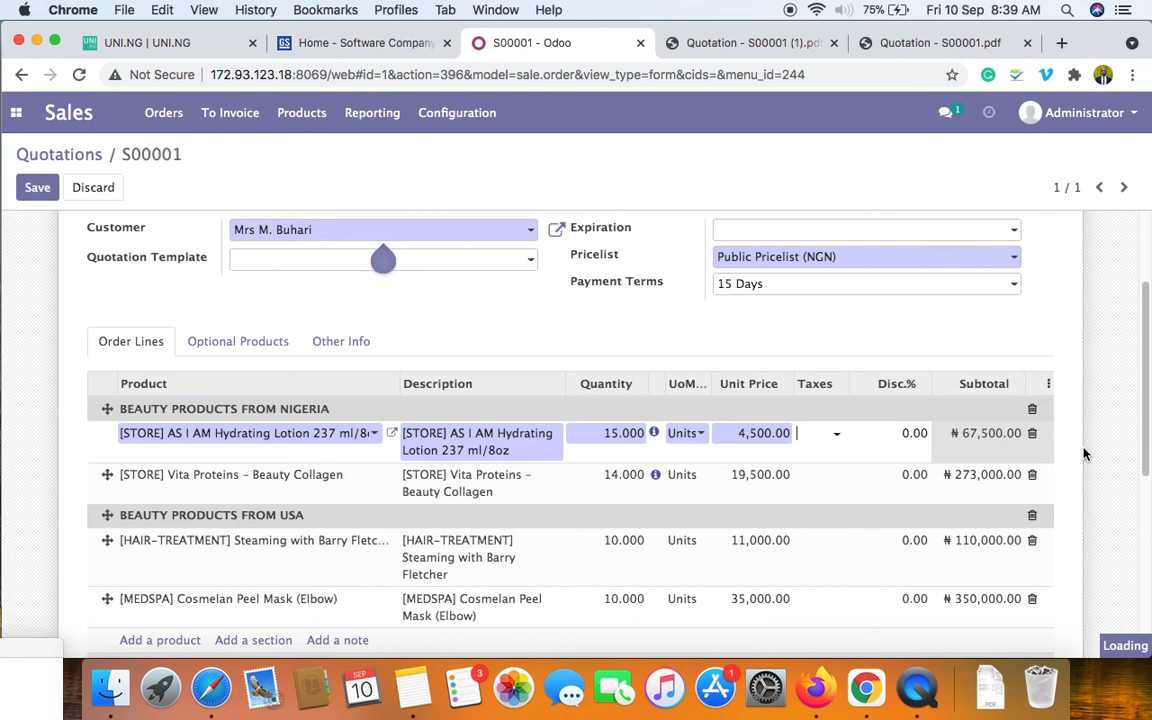 Chrome File Edit View History Bookmarks Profiles Tab Window Help 75% Fri 10 Sep 8:39 AM
UNI.NG | UNI.NG Home - Software Company S00001 - Odoo Quotation - S00001 (1).pd Quotation - S00001.pdf
Not Secure 172.93.123.18:8069/web#id=1&action=396&model=sale.order&view_type=form&cids=&menu_id=244
Sales Orders To Invoice Products Reporting Configuration 1 Administrator
Quotations / S00001
Save Discard 1 / 1
Customer Mrs M. Buhari Expiration
Quotation Template Pricelist Public Pricelist (NGN)
Payment Terms 15 Days
Order Lines Optional Products Other Info
Product Description Quantity UoM... Unit Price Taxes Disc.% Subtotal
BEAUTY PRODUCTS FROM NIGERIA
[STORE] AS I AM Hydrating Lotion 237 ml/8 [STORE] AS I AM Hydrating 15.000 Units 4,500.00 0.00 ₦ 67,500.00
Lotion 237 ml/8oz
[STORE] Vita Proteins – Beauty Collagen [STORE] Vita Proteins – 14.000 Units 19,500.00 0.00 ₦ 273,000.00
Beauty Collagen
BEAUTY PRODUCTS FROM USA
[HAIR-TREATMENT] Steaming with Barry Fletc... [HAIR-TREATMENT] 10.000 Units 11,000.00 0.00 ₦ 110,000.00
Steaming with Barry
Fletcher
[MEDSPA] Cosmelan Peel Mask (Elbow) [MEDSPA] Cosmelan Peel 10.000 Units 35,000.00 0.00 ₦ 350,000.00
Mask (Elbow)
Add a product Add a section Add a note
Loading
SEP
10
3
1
PDF